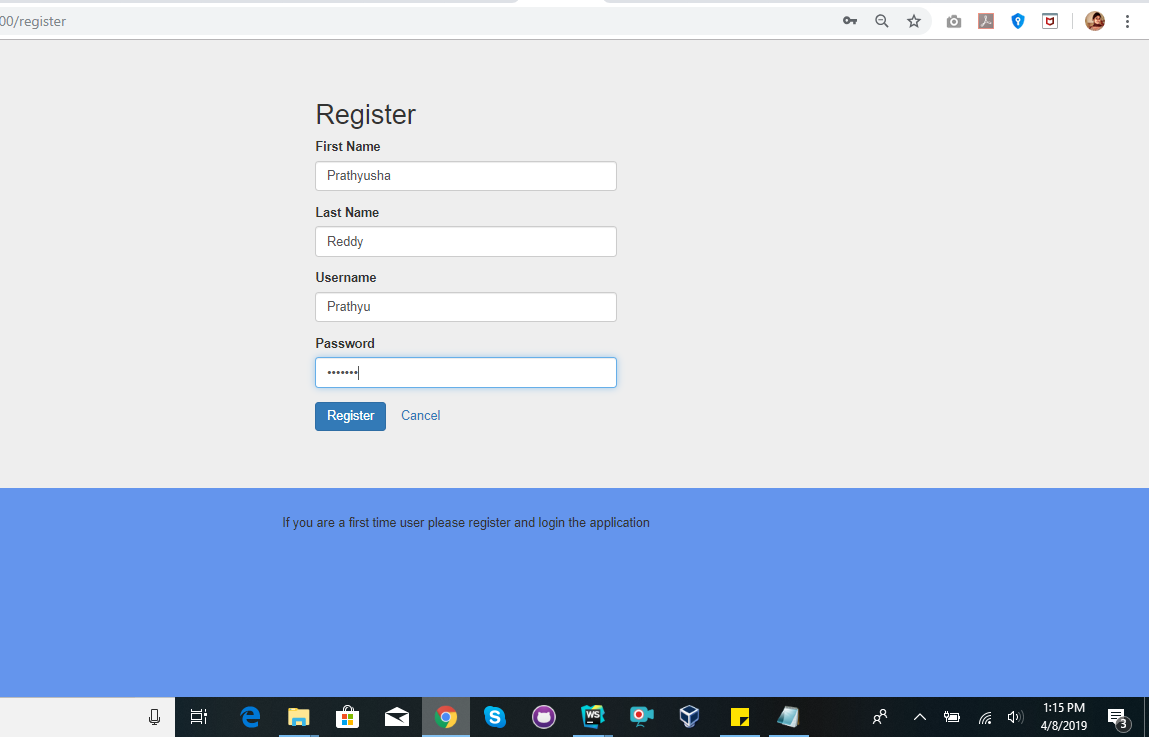 00/register
Register
First Name
Prathyusha
Last Name
Reddy
Username
Prathyu
Password
•••••••
Register Cancel
If you are a first time user please register and login the application
S
WS
1:15 PM
4/8/2019
3